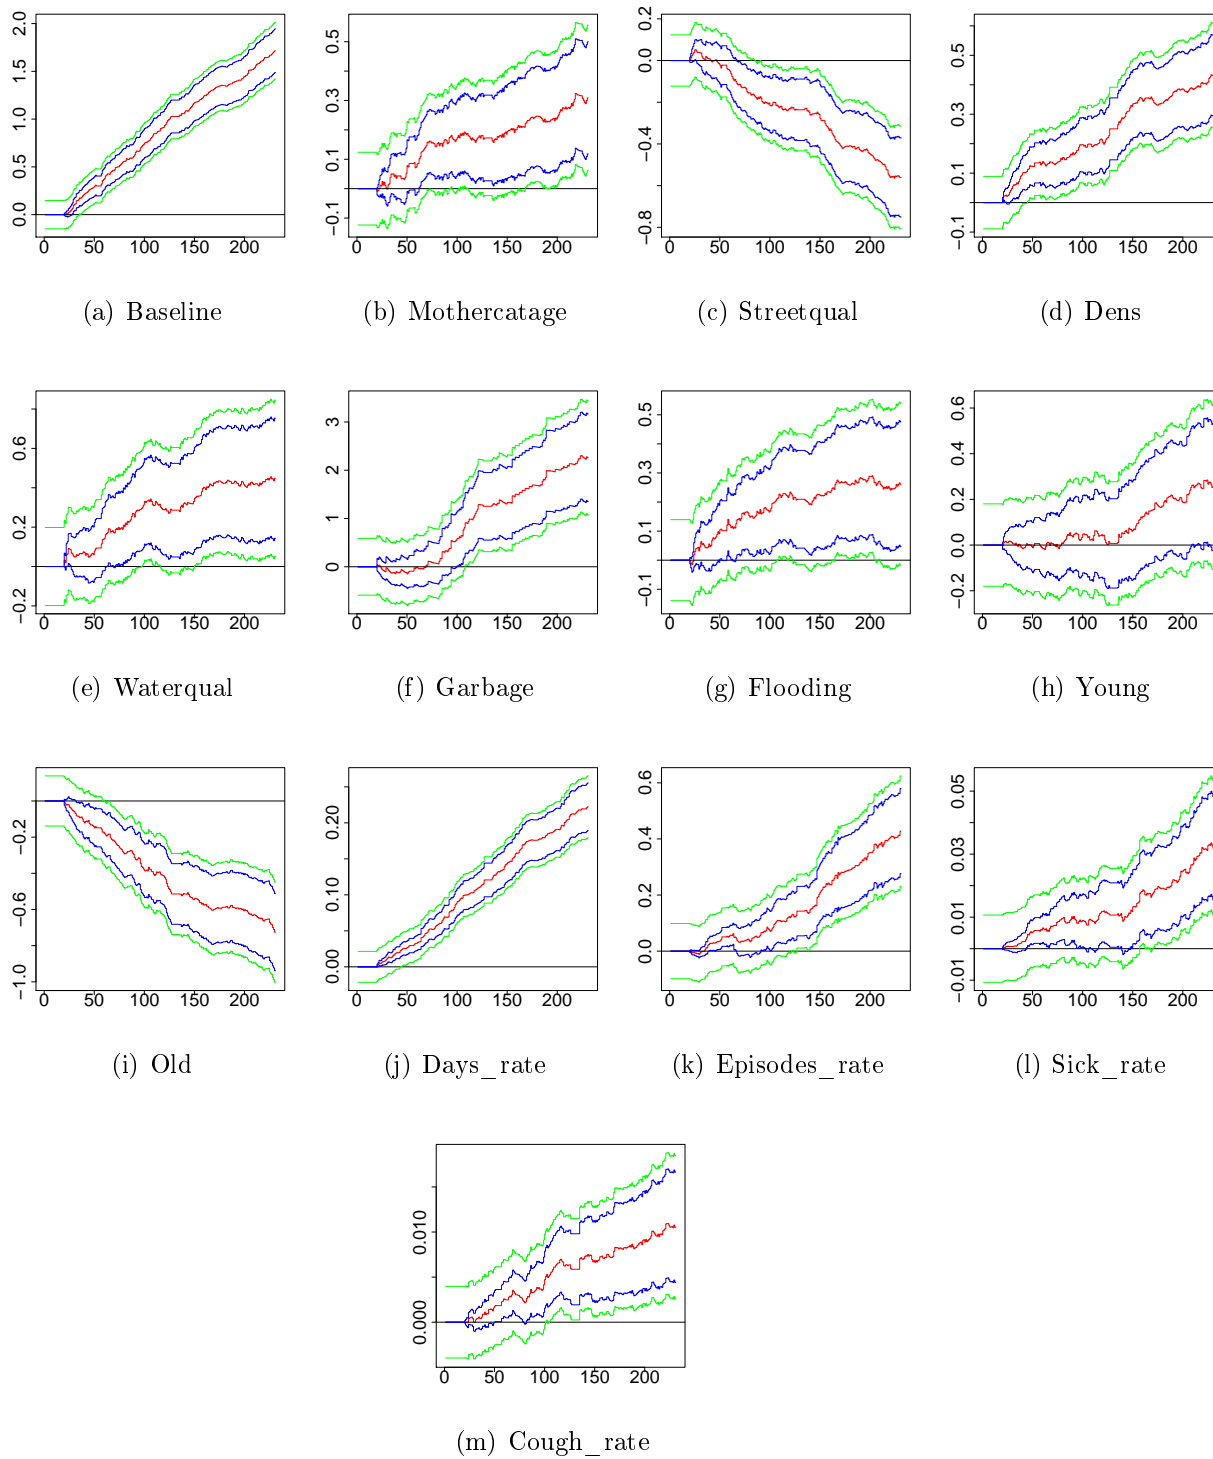 2.0
1.5
1.0
0.5
0.0
0 50 100 150 200
(a) Baseline
0.5
0.3
0.1
−0.1
0 50 100 150 200
(b) Mothercatage
0.2
0.0
−0.4
−0.8
0 50 100 150 200
(c) Streetqual
0.5
0.3
0.1
−0.1
0 50 100 150 200
(d) Dens
0.6
0.2
−0.2
0 50 100 150 200
(e) Waterqual
3
2
1
0
0 50 100 150 200
(f) Garbage
0.5
0.3
0.1
−0.1
0 50 100 150 200
(g) Flooding
0.6
0.4
0.2
0.0
−0.2
0 50 100 150 200
(h) Young
−0.2
−0.6
−1.0
0 50 100 150 200
(i) Old
0.20
0.10
0.00
0 50 100 150 200
(j) Days_rate
0.6
0.4
0.2
0.0
0 50 100 150 200
(k) Episodes_rate
0.05
0.03
0.01
−0.01
0 50 100 150 200
(l) Sick_rate
0.010
0.000
0 50 100 150 200
(m) Cough_rate